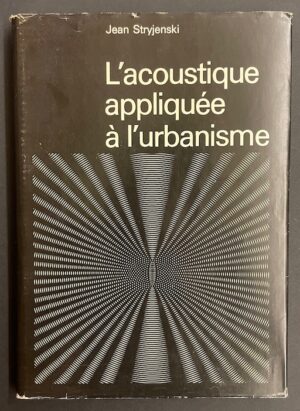 Jean Stryjenski
L'acoustique
appliquée
à l'urbanisme